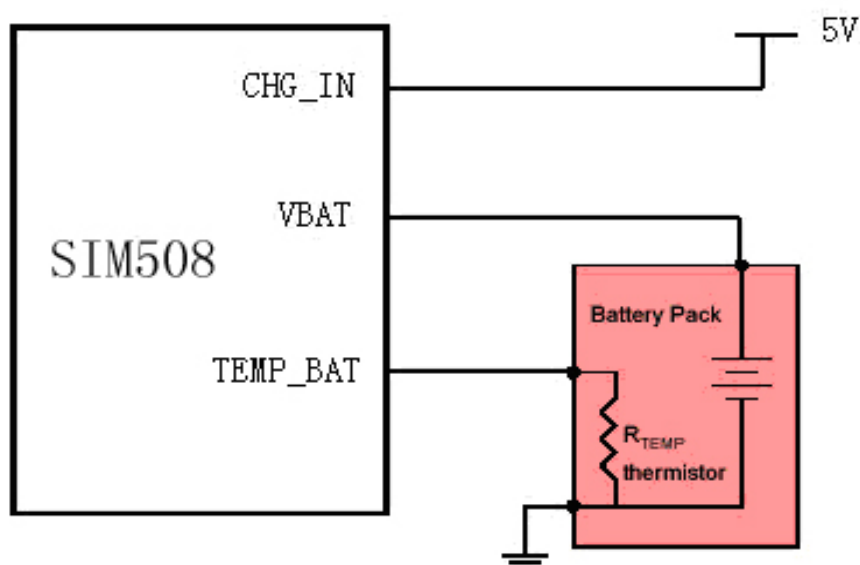 5V
CHG_IN
VBAT
SIM508
Battery Pack
TEMP_BAT
RTEMP
thermistor